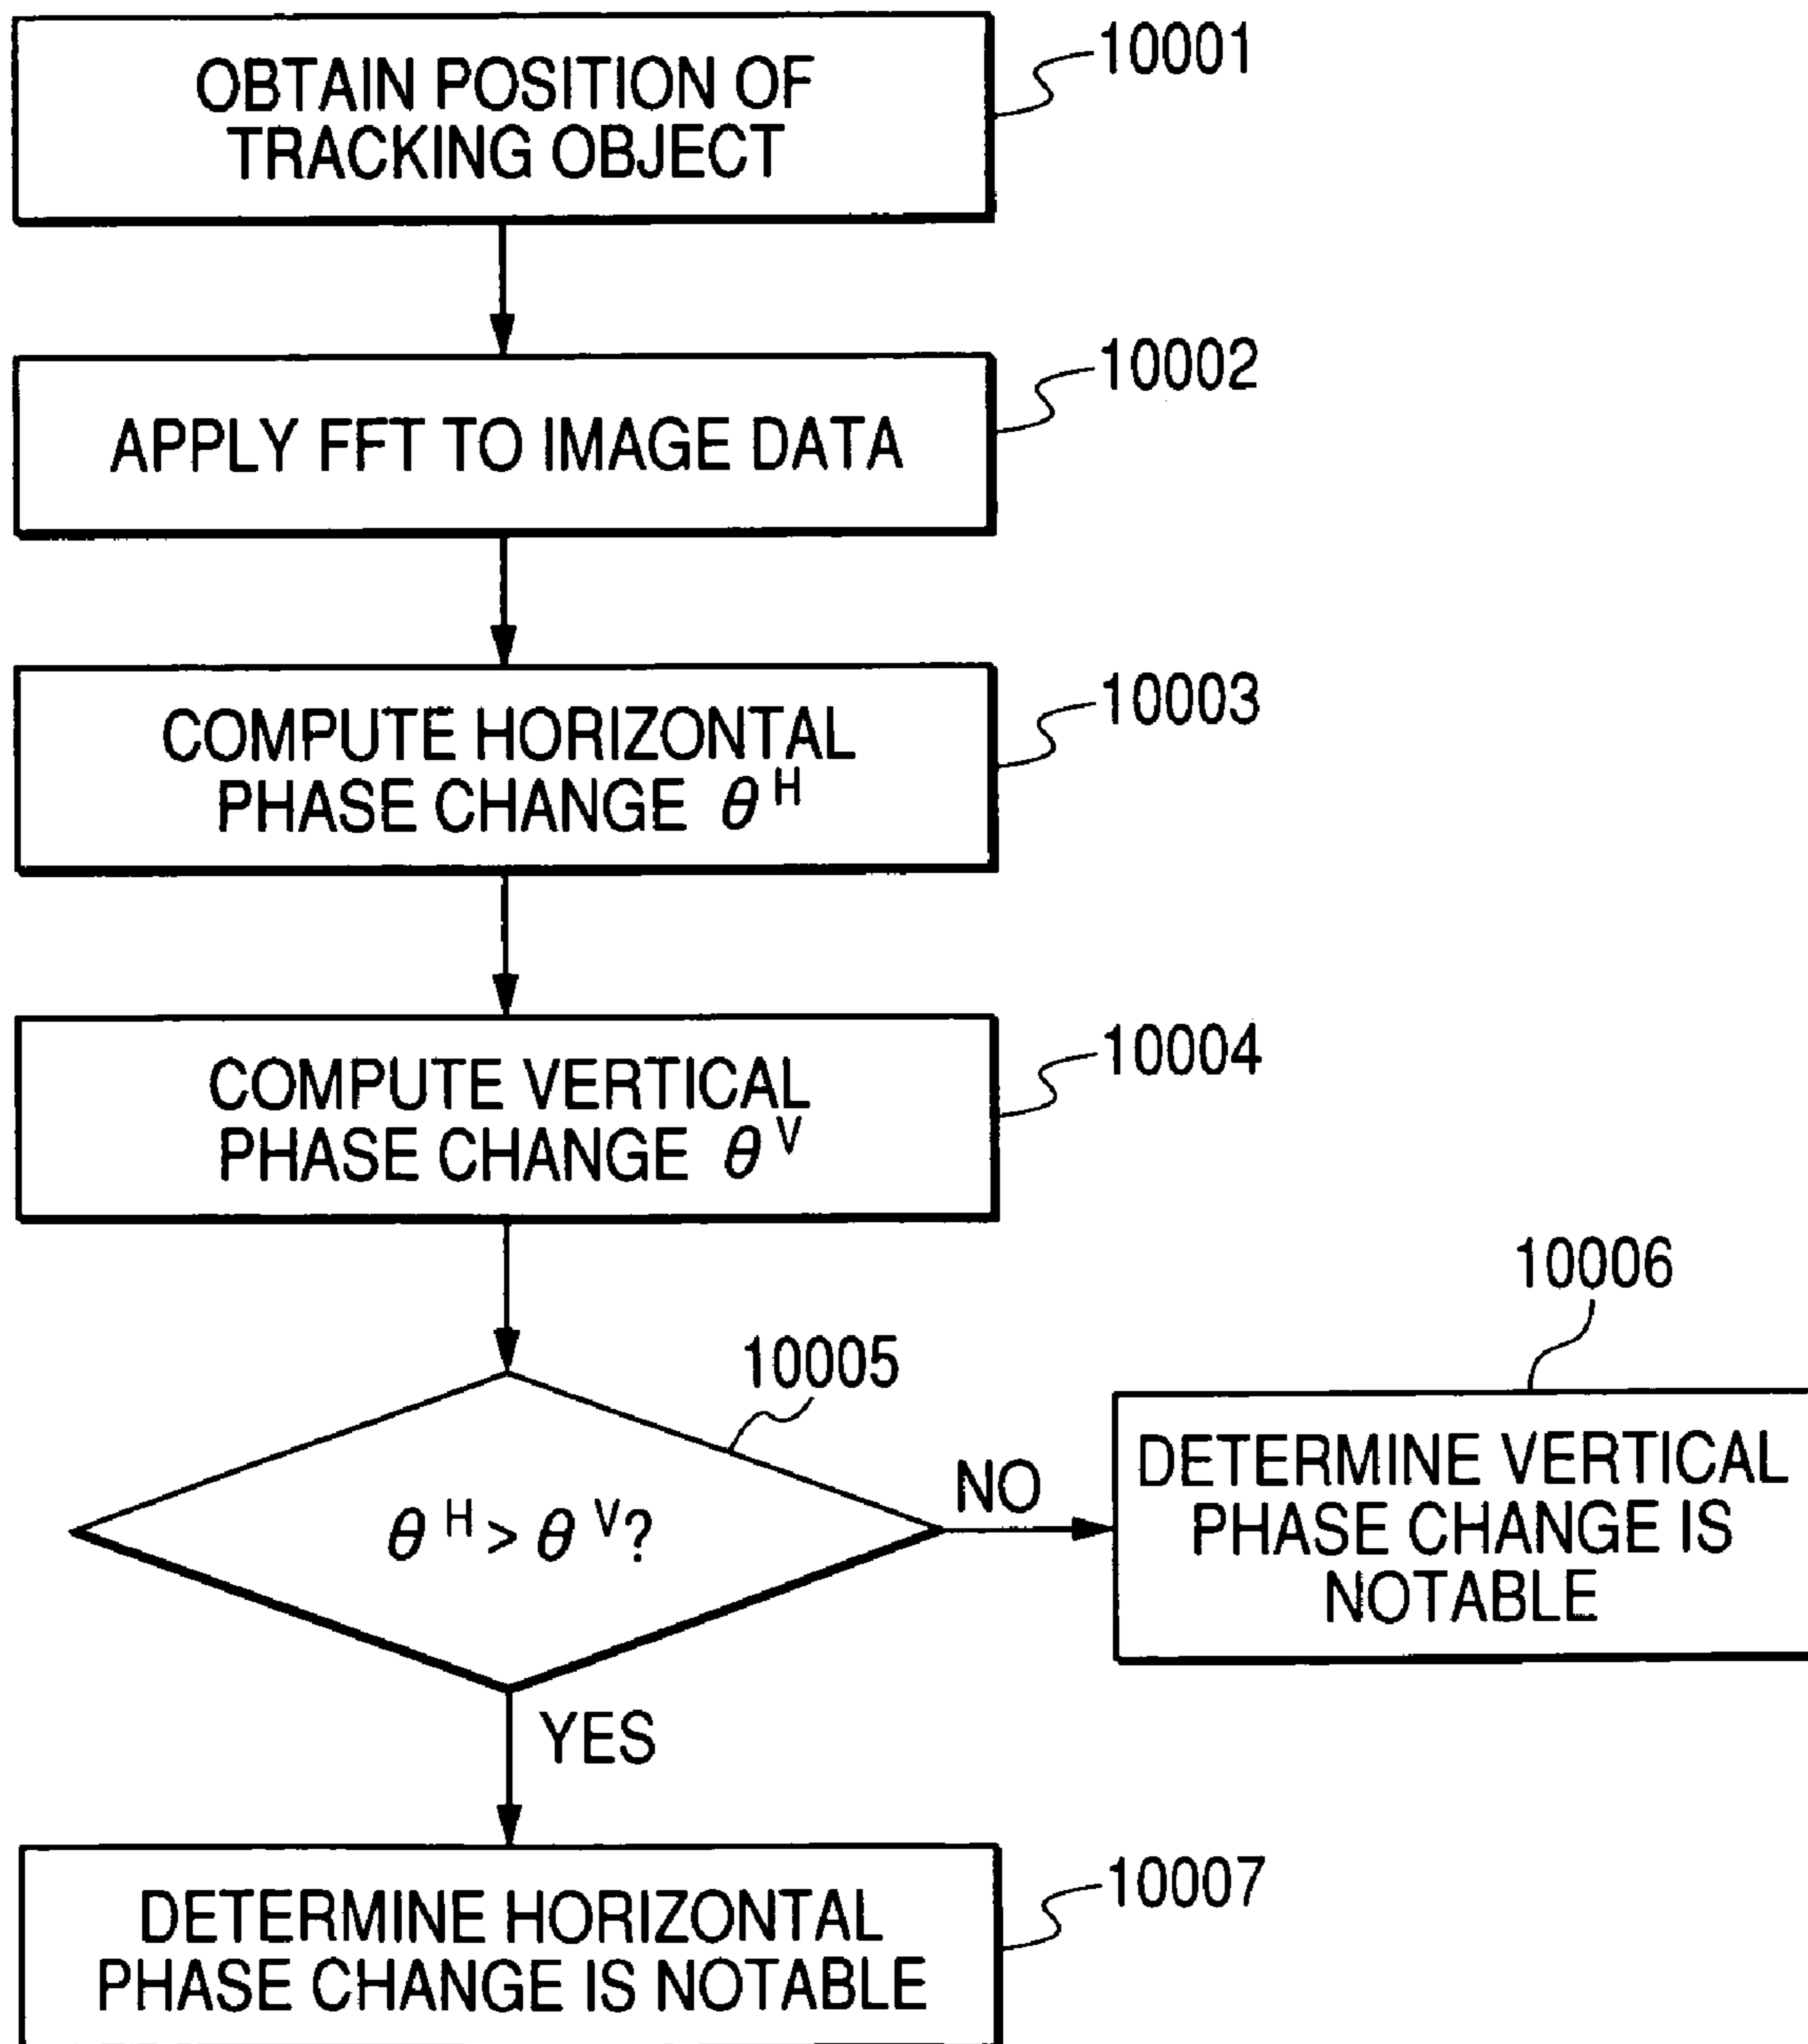 OBTAIN POSITION OF
TRACKING OBJECT
10001
APPLY FFT TO IMAGE DATA
10002
COMPUTE HORIZONTAL
PHASE CHANGE θ^H
10003
COMPUTE VERTICAL
PHASE CHANGE θ^V
10004
θ^H > θ^V?
10005
NO
10006
DETERMINE VERTICAL
PHASE CHANGE IS
NOTABLE
YES
DETERMINE HORIZONTAL
PHASE CHANGE IS NOTABLE
10007